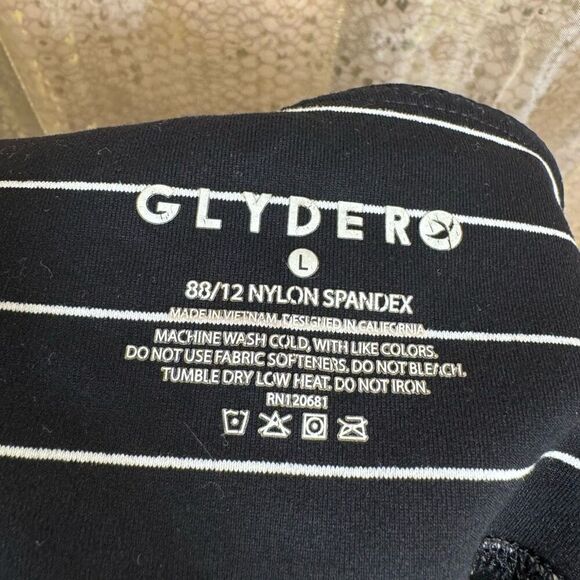 GLYDER
L
88/12 NYLON SPANDEX
MADE IN VIETNAM. DESIGNED IN CALIFORNIA
MACHINE WASH COLD, WITH LIKE COLORS.
DO NOT USE FABRIC SOFTENERS. DO NOT BLEACH.
TUMBLE DRY LOW HEAT. DO NOT IRON.
RN120681